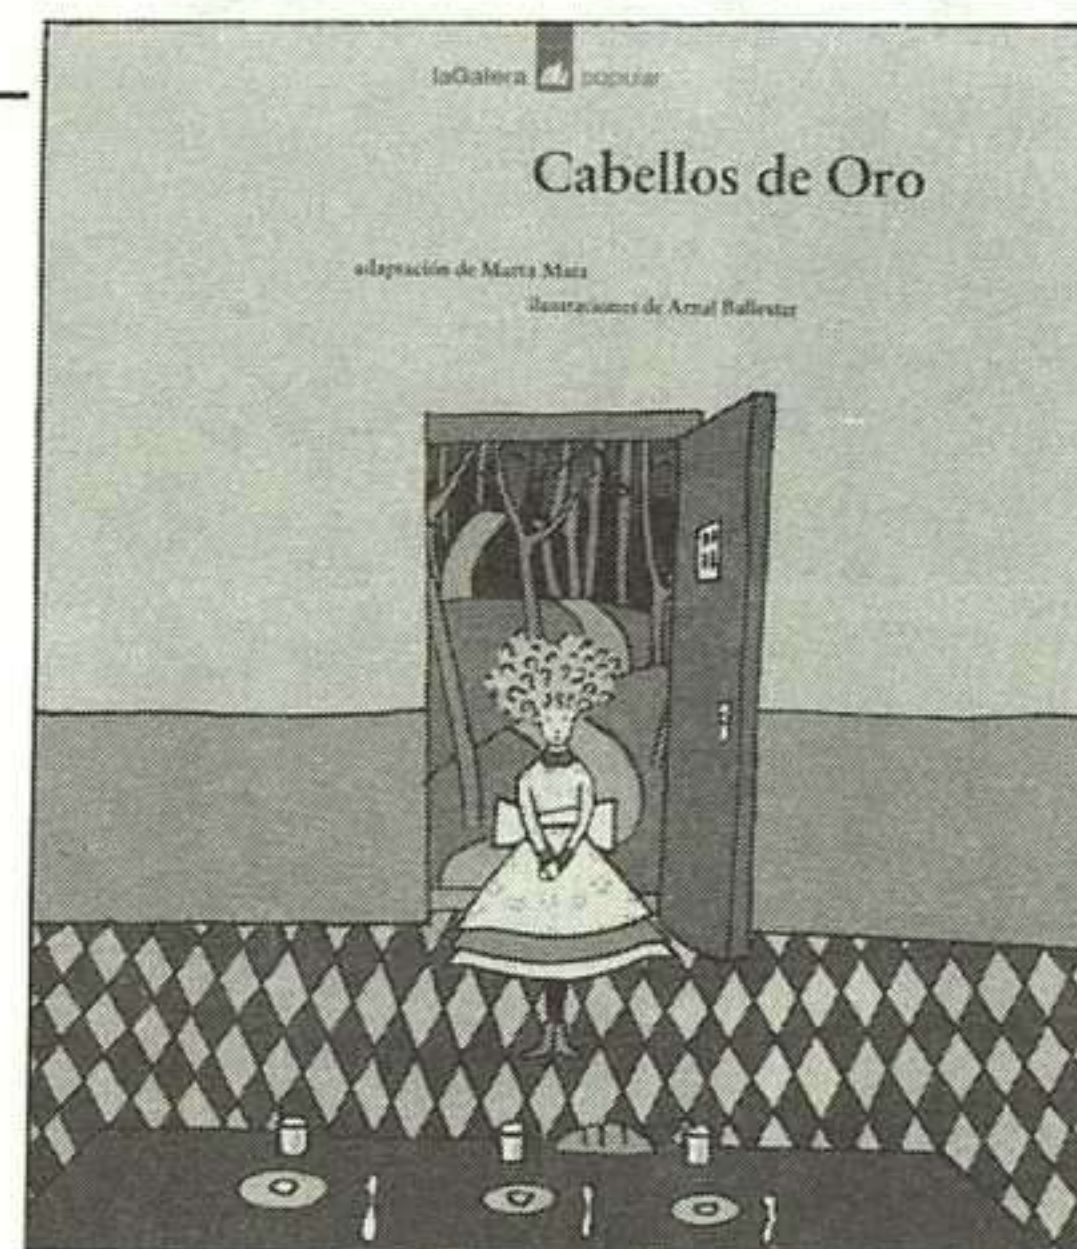 laGalera popular
Cabellos de Oro
adaptación de Marta Mata
ilustraciones de Arnal Ballester